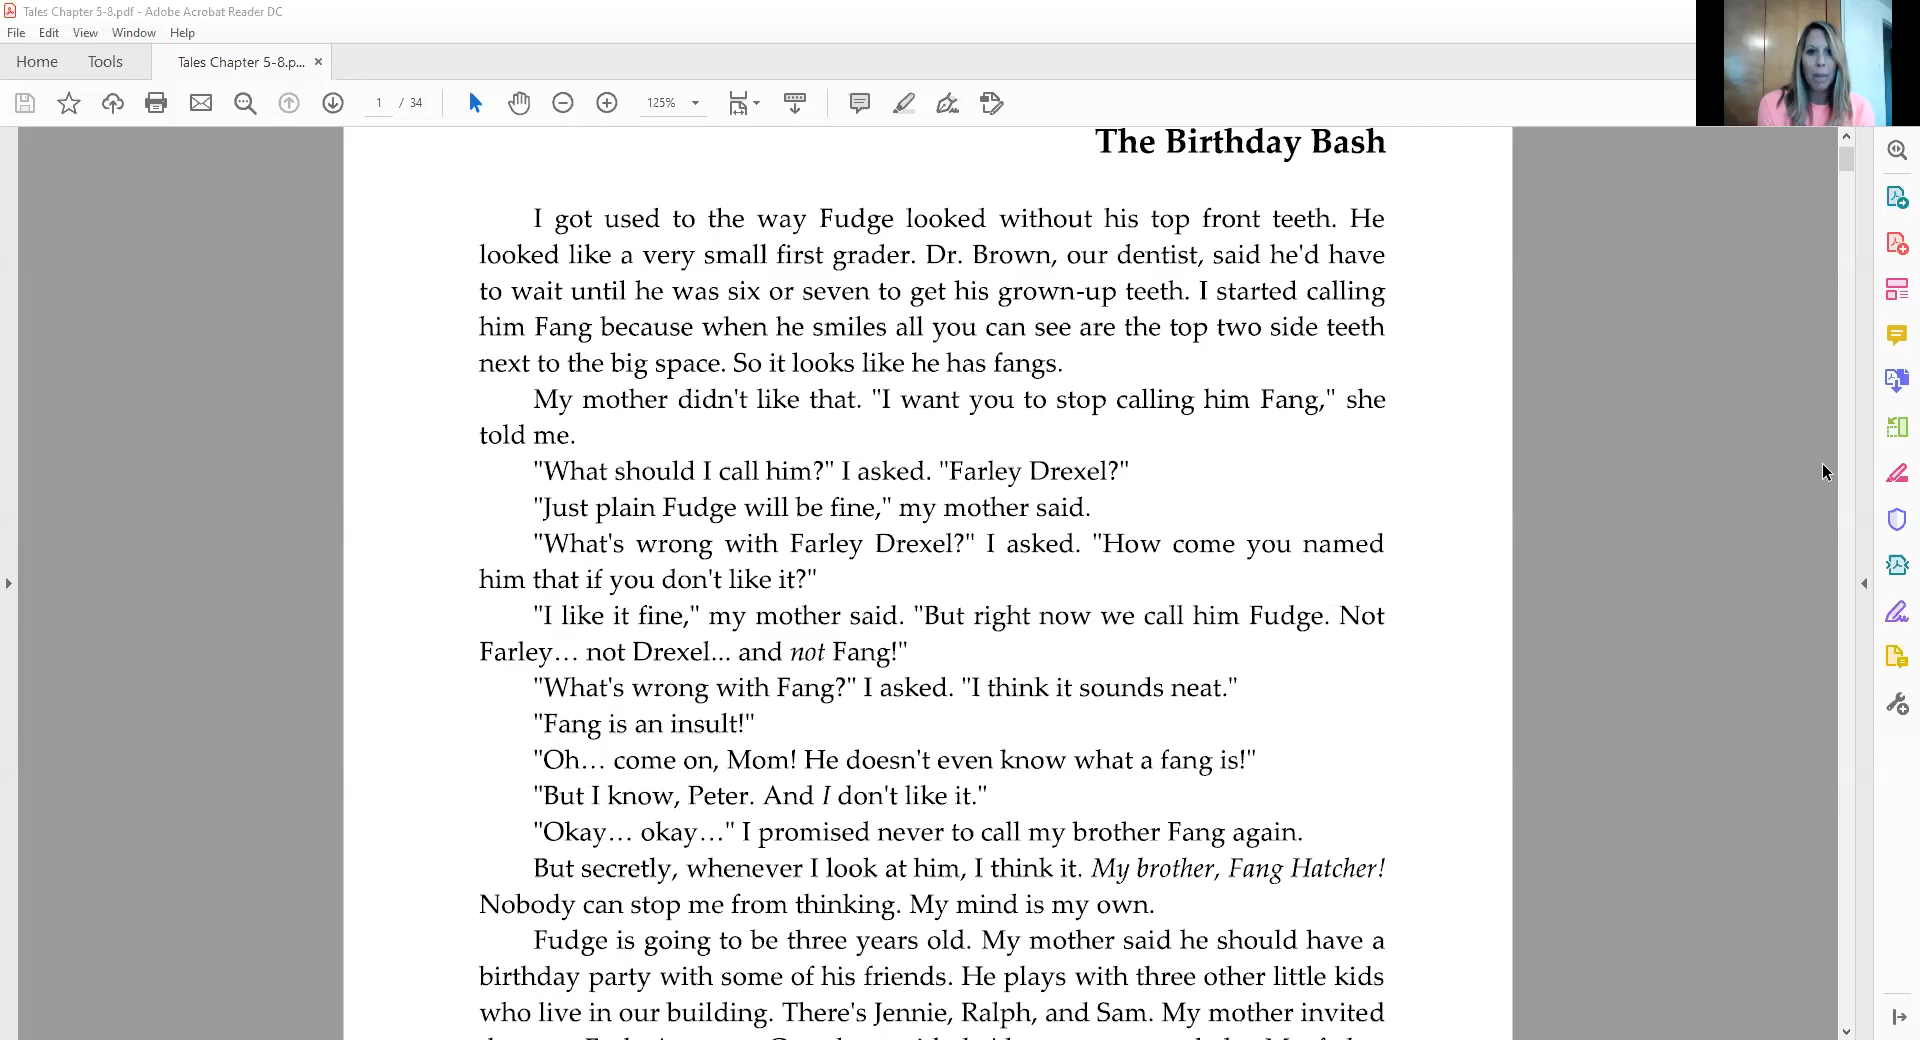 Tales Chapter 5-8.pdf - Adobe Acrobat Reader DC
File Edit View Window Help
Home Tools Tales Chapter 5-8.p... ×
1 / 34 125%
The Birthday Bash
I got used to the way Fudge looked without his top front teeth. He
looked like a very small first grader. Dr. Brown, our dentist, said he'd have
to wait until he was six or seven to get his grown-up teeth. I started calling
him Fang because when he smiles all you can see are the top two side teeth
next to the big space. So it looks like he has fangs.
My mother didn't like that. "I want you to stop calling him Fang," she
told me.
"What should I call him?" I asked. "Farley Drexel?"
"Just plain Fudge will be fine," my mother said.
"What's wrong with Farley Drexel?" I asked. "How come you named
him that if you don't like it?"
"I like it fine," my mother said. "But right now we call him Fudge. Not
Farley… not Drexel... and not Fang!"
"What's wrong with Fang?" I asked. "I think it sounds neat."
"Fang is an insult!"
"Oh… come on, Mom! He doesn't even know what a fang is!"
"But I know, Peter. And I don't like it."
"Okay… okay…" I promised never to call my brother Fang again.
But secretly, whenever I look at him, I think it. My brother, Fang Hatcher!
Nobody can stop me from thinking. My mind is my own.
Fudge is going to be three years old. My mother said he should have a
birthday party with some of his friends. He plays with three other little kids
who live in our building. There's Jennie, Ralph, and Sam. My mother invited